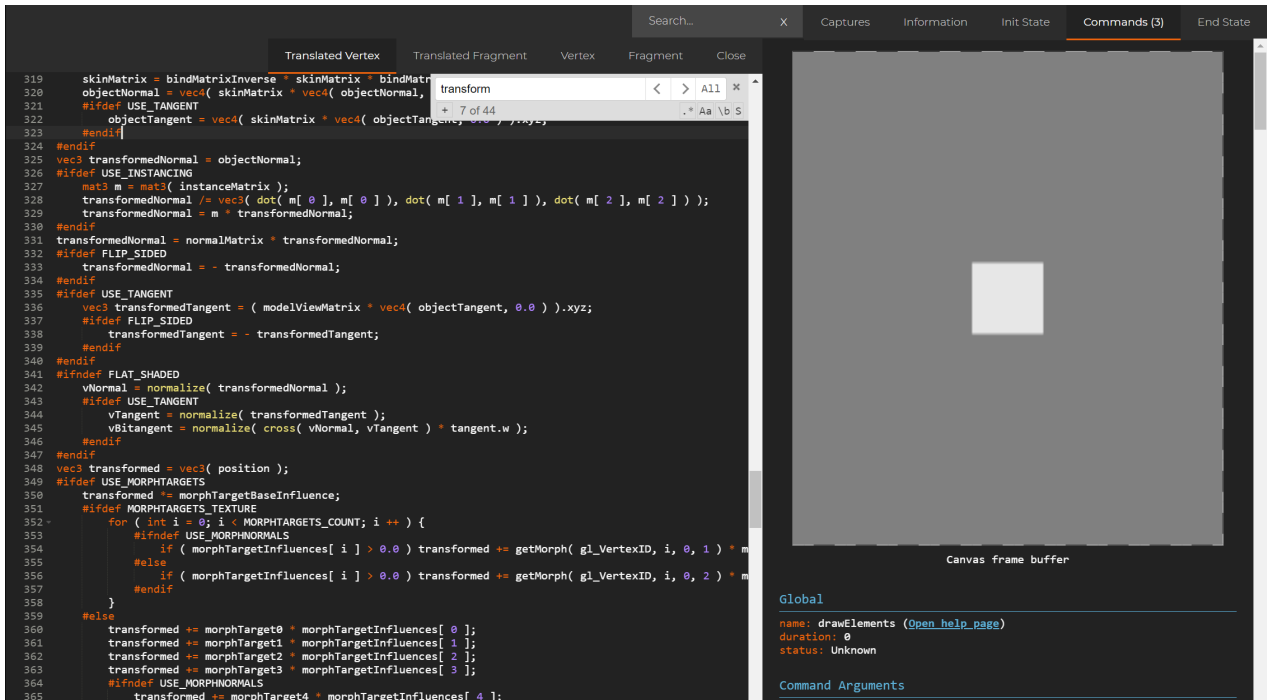 Search... X Captures Information Init State Commands (3) End State
Translated Vertex Translated Fragment Vertex Fragment Close
319 skinMatrix = bindMatrixInverse * skinMatrix * bindMatr
320 objectNormal = vec4( skinMatrix * vec4( objectNormal,
321 #ifdef USE_TANGENT
322 objectTangent = vec4( skinMatrix * vec4( objectTangent, 0.0 ) ).xyz;
323 #endif
324 #endif
325 vec3 transformedNormal = objectNormal;
326 #ifdef USE_INSTANCING
327 mat3 m = mat3( instanceMatrix );
328 transformedNormal /= vec3( dot( m[ 0 ], m[ 0 ] ), dot( m[ 1 ], m[ 1 ] ), dot( m[ 2 ], m[ 2 ] ) );
329 transformedNormal = m * transformedNormal;
330 #endif
331 transformedNormal = normalMatrix * transformedNormal;
332 #ifdef FLIP_SIDED
333 transformedNormal = - transformedNormal;
334 #endif
335 #ifdef USE_TANGENT
336 vec3 transformedTangent = ( modelViewMatrix * vec4( objectTangent, 0.0 ) ).xyz;
337 #ifdef FLIP_SIDED
338 transformedTangent = - transformedTangent;
339 #endif
340 #endif
341 #ifndef FLAT_SHADED
342 vNormal = normalize( transformedNormal );
343 #ifdef USE_TANGENT
344 vTangent = normalize( transformedTangent );
345 vBitangent = normalize( cross( vNormal, vTangent ) * tangent.w );
346 #endif
347 #endif
348 vec3 transformed = vec3( position );
349 #ifdef USE_MORPHTARGETS
350 transformed *= morphTargetBaseInfluence;
351 #ifdef MORPHTARGETS_TEXTURE
352 for ( int i = 0; i < MORPHTARGETS_COUNT; i ++ ) {
353 #ifndef USE_MORPHNORMALS
354 if ( morphTargetInfluences[ i ] > 0.0 ) transformed += getMorph( gl_VertexID, i, 0, 1 ) * m
355 #else
356 if ( morphTargetInfluences[ i ] > 0.0 ) transformed += getMorph( gl_VertexID, i, 0, 2 ) * m
357 #endif
358 }
359 #else
360 transformed += morphTarget0 * morphTargetInfluences[ 0 ];
361 transformed += morphTarget1 * morphTargetInfluences[ 1 ];
362 transformed += morphTarget2 * morphTargetInfluences[ 2 ];
363 transformed += morphTarget3 * morphTargetInfluences[ 3 ];
364 #ifndef USE_MORPHNORMALS
365 transformed += morphTarget4 * morphTargetInfluences[ 4 ];
transform < > All ×
+ 7 of 44 .* Aa \b S
Canvas frame buffer
Global
name: drawElements (Open help page)
duration: 0
status: Unknown
Command Arguments